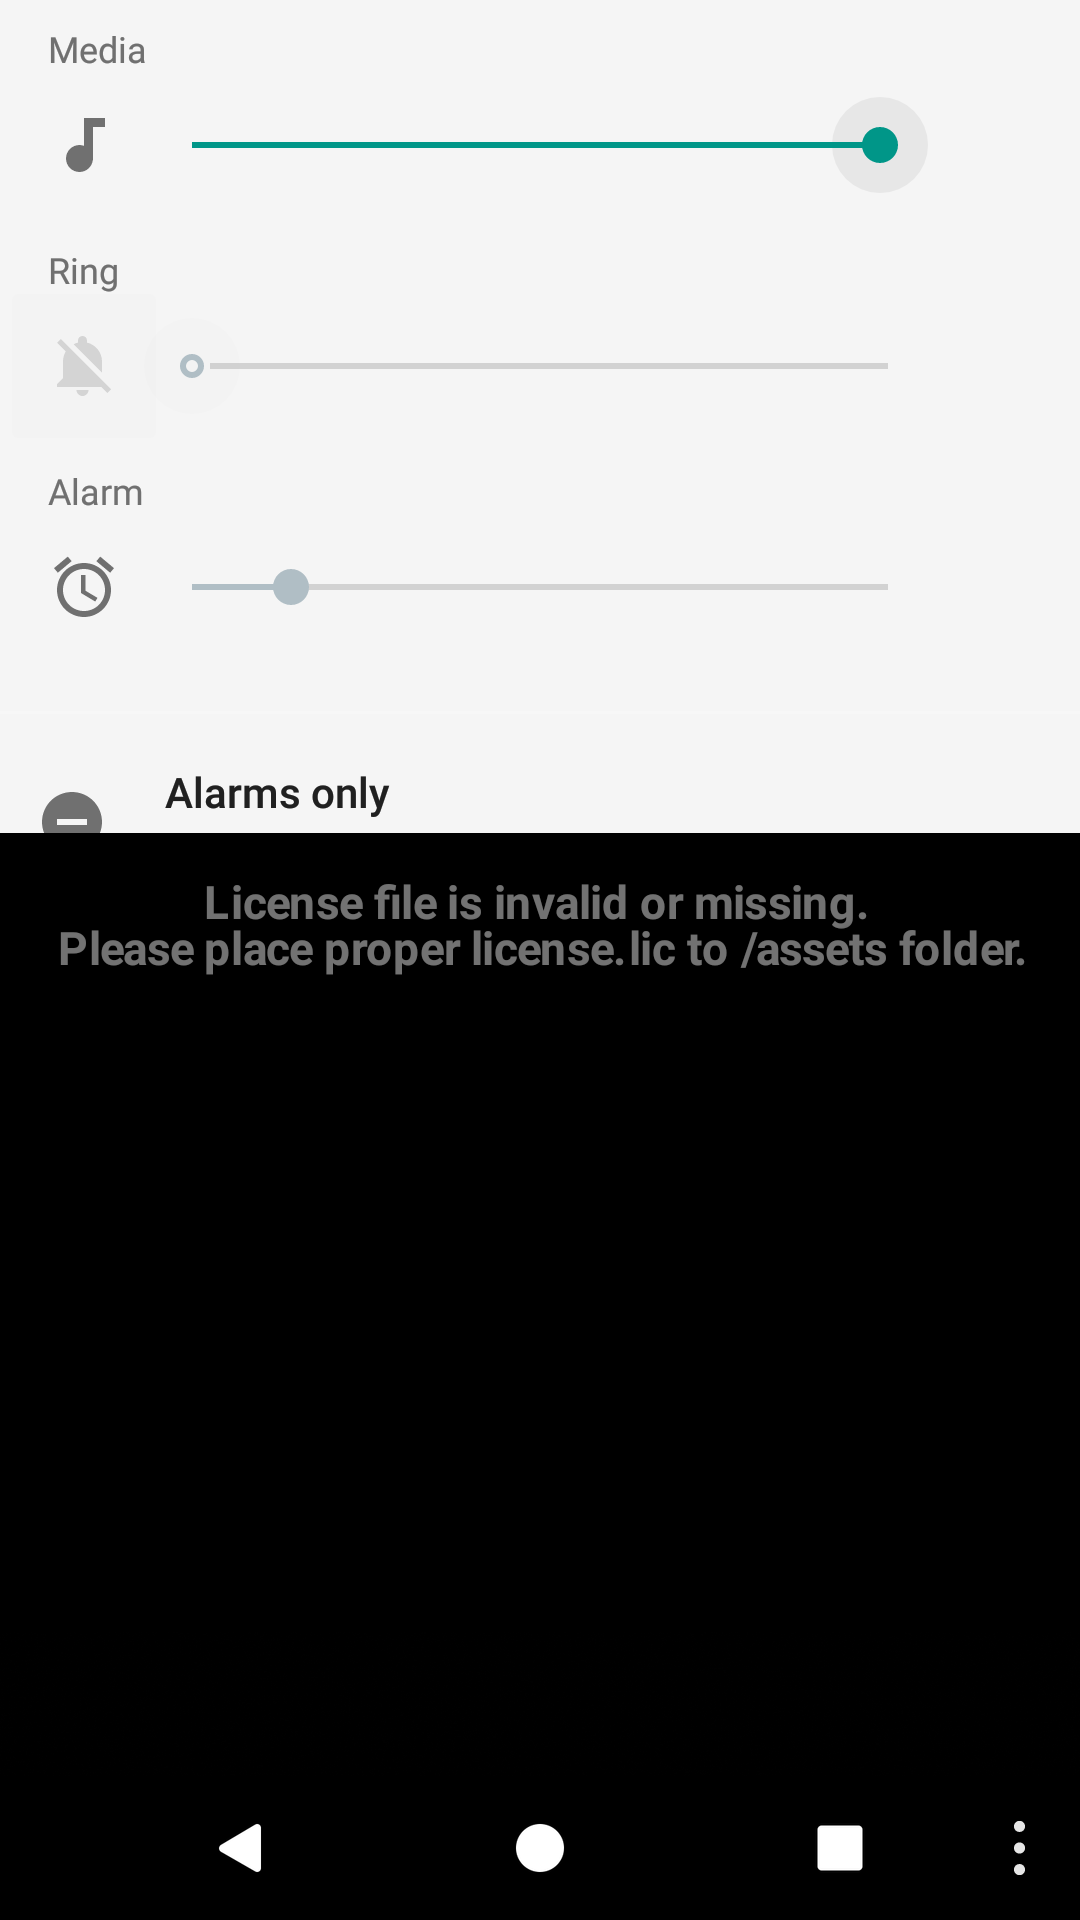 Media
Ring
Alarm
Alarms only
License file is invalid or missing.
Please place proper license.lic to /assets folder.